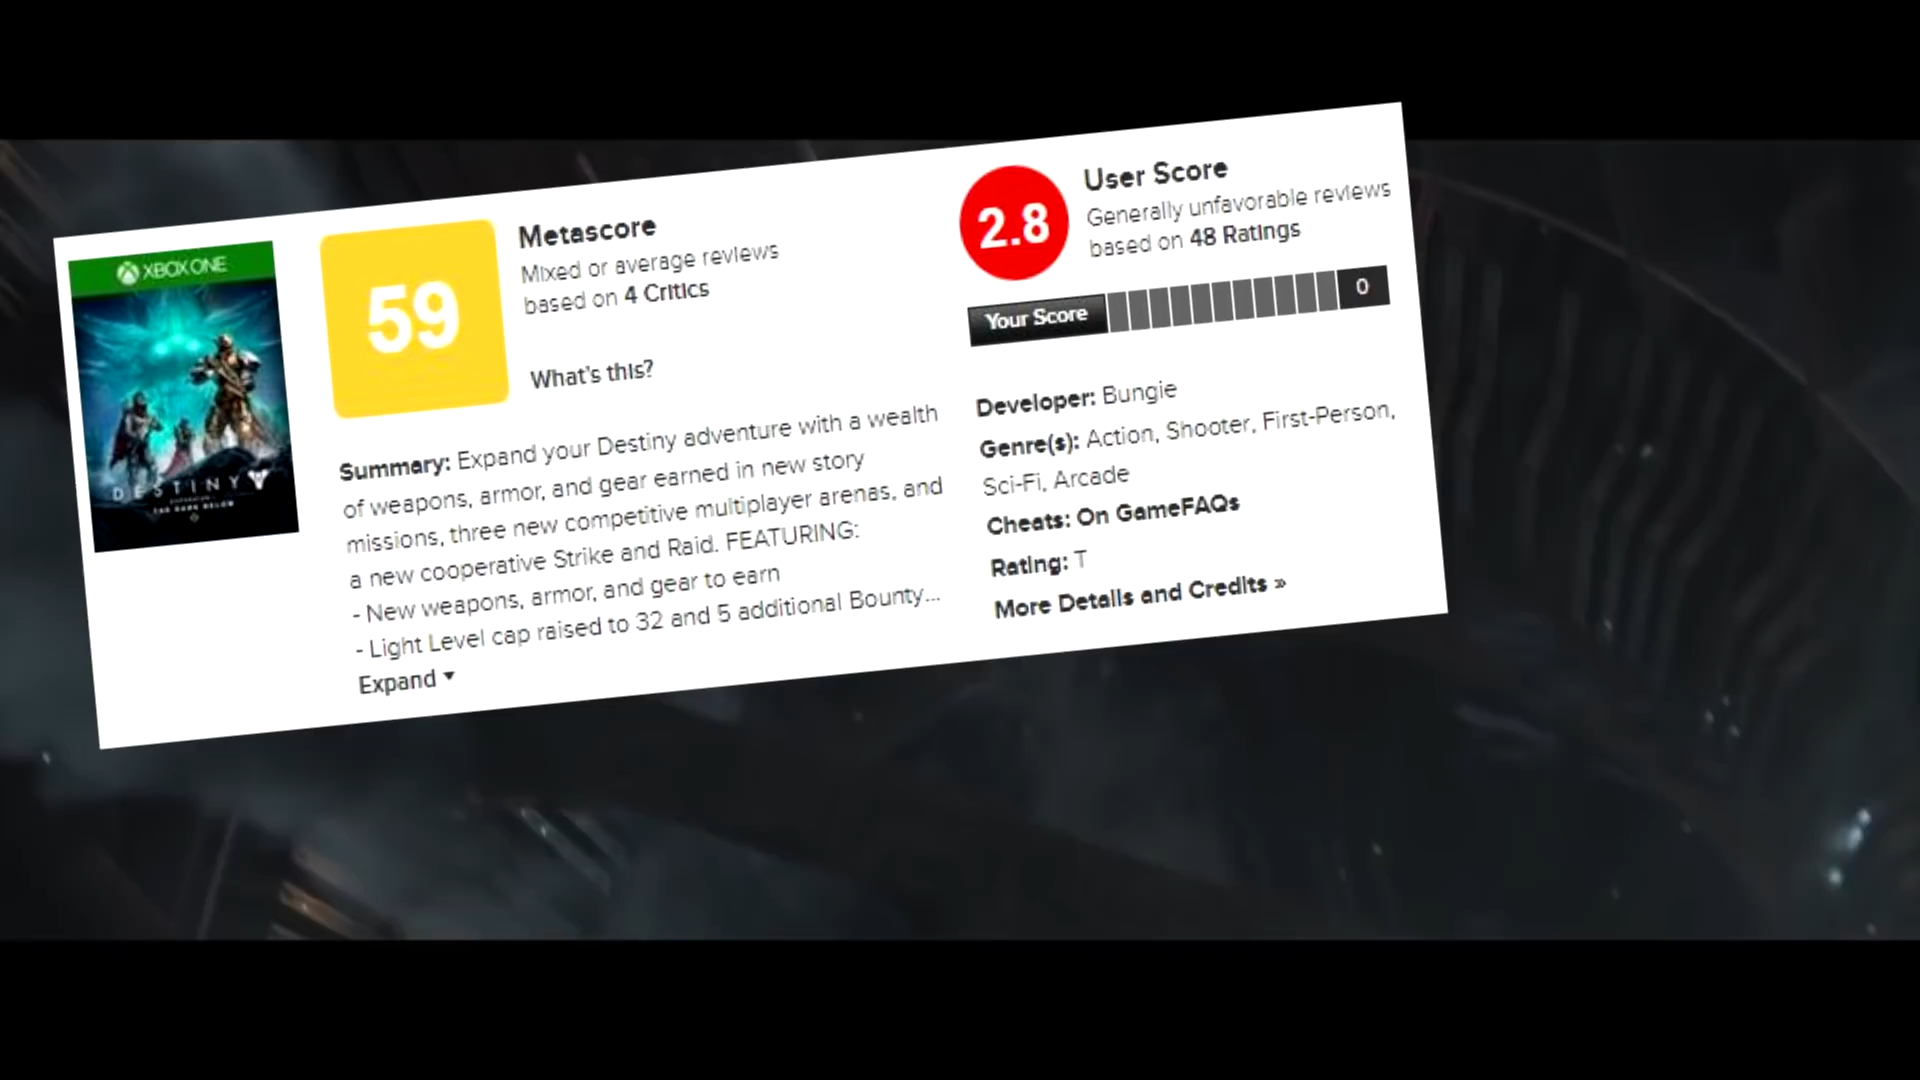 XBOX ONE
DESTINY
THE DARK BELOW
59
Metascore
Mixed or average reviews
based on 4 Critics
What's this?
Summary: Expand your Destiny adventure with a wealth
of weapons, armor, and gear earned in new story
missions, three new competitive multiplayer arenas, and
a new cooperative Strike and Raid. FEATURING:
- New weapons, armor, and gear to earn
- Light Level cap raised to 32 and 5 additional Bounty...
Expand ▼
2.8
User Score
Generally unfavorable reviews
based on 48 Ratings
Your Score 0
Developer: Bungie
Genre(s): Action, Shooter, First-Person,
Sci-Fi, Arcade
Cheats: On GameFAQs
Rating: T
More Details and Credits »